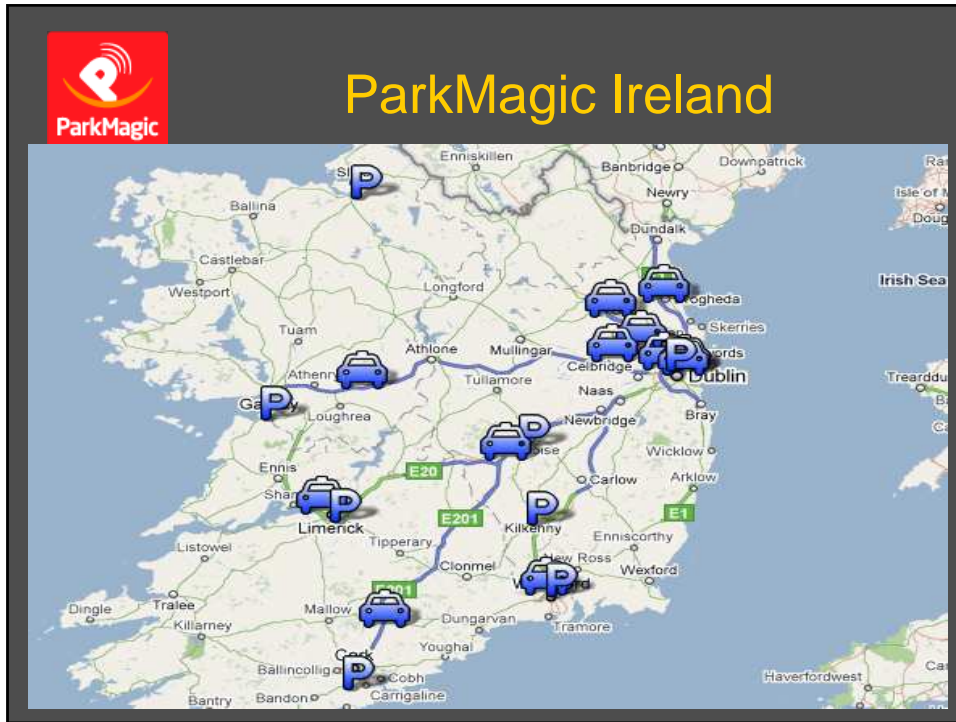 ParkMagic
ParkMagic Ireland
Enniskillen
Banbridge
Downpatrick
Newry
Isle of
Ballina
Dundalk
Castlebar
Westport
Longford
Irish Sea
Skerries
Tuam
Athlone
Mullingar
Athenry
Celbridge
Dublin
Tullamore
Naas
Loughrea
Newbridge
Bray
Wicklow
Ennis
E20
Carlow
Arklow
Limerick
E201
Kilkenny
E1
Tipperary
Enniscorthy
Listowel
Clonmel
New Ross
Wexford
Dingle
Tralee
Mallow
Dungarvan
Tramore
Killarney
Youghal
Cork
Ballincollig
Cobh
Haverfordwest
Bantry
Bandon
Carrigaline